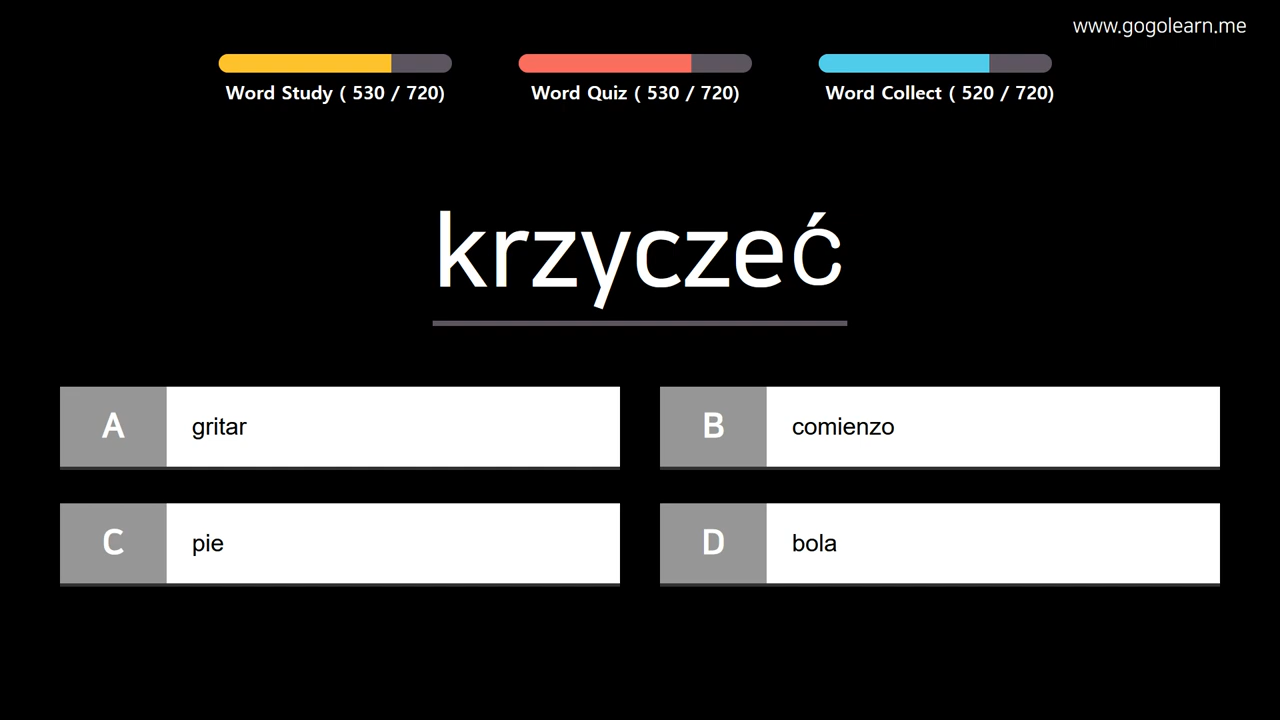 www.gogolearn.me
Word Study ( 530 / 720)
Word Quiz ( 530 / 720)
Word Collect ( 520 / 720)
krzyczeć
A gritar
B comienzo
C pie
D bola